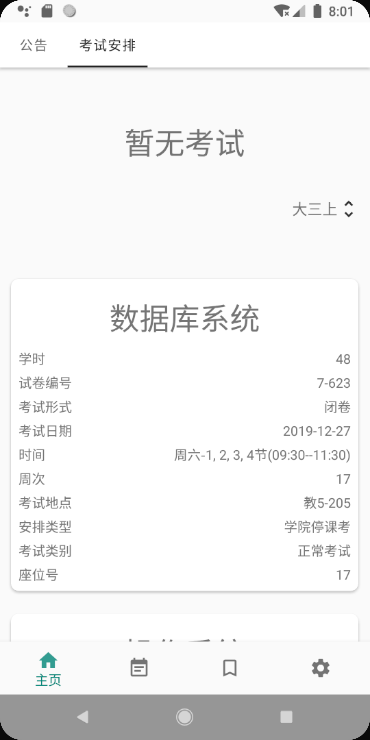 8:01
公告 考试安排
暂无考试
大三上
数据库系统
学时 48
试卷编号 7-623
考试形式 闭卷
考试日期 2019-12-27
时间 周六-1, 2, 3, 4节(09:30--11:30)
周次 17
考试地点 教5-205
安排类型 学院停课考
考试类别 正常考试
座位号 17
主页